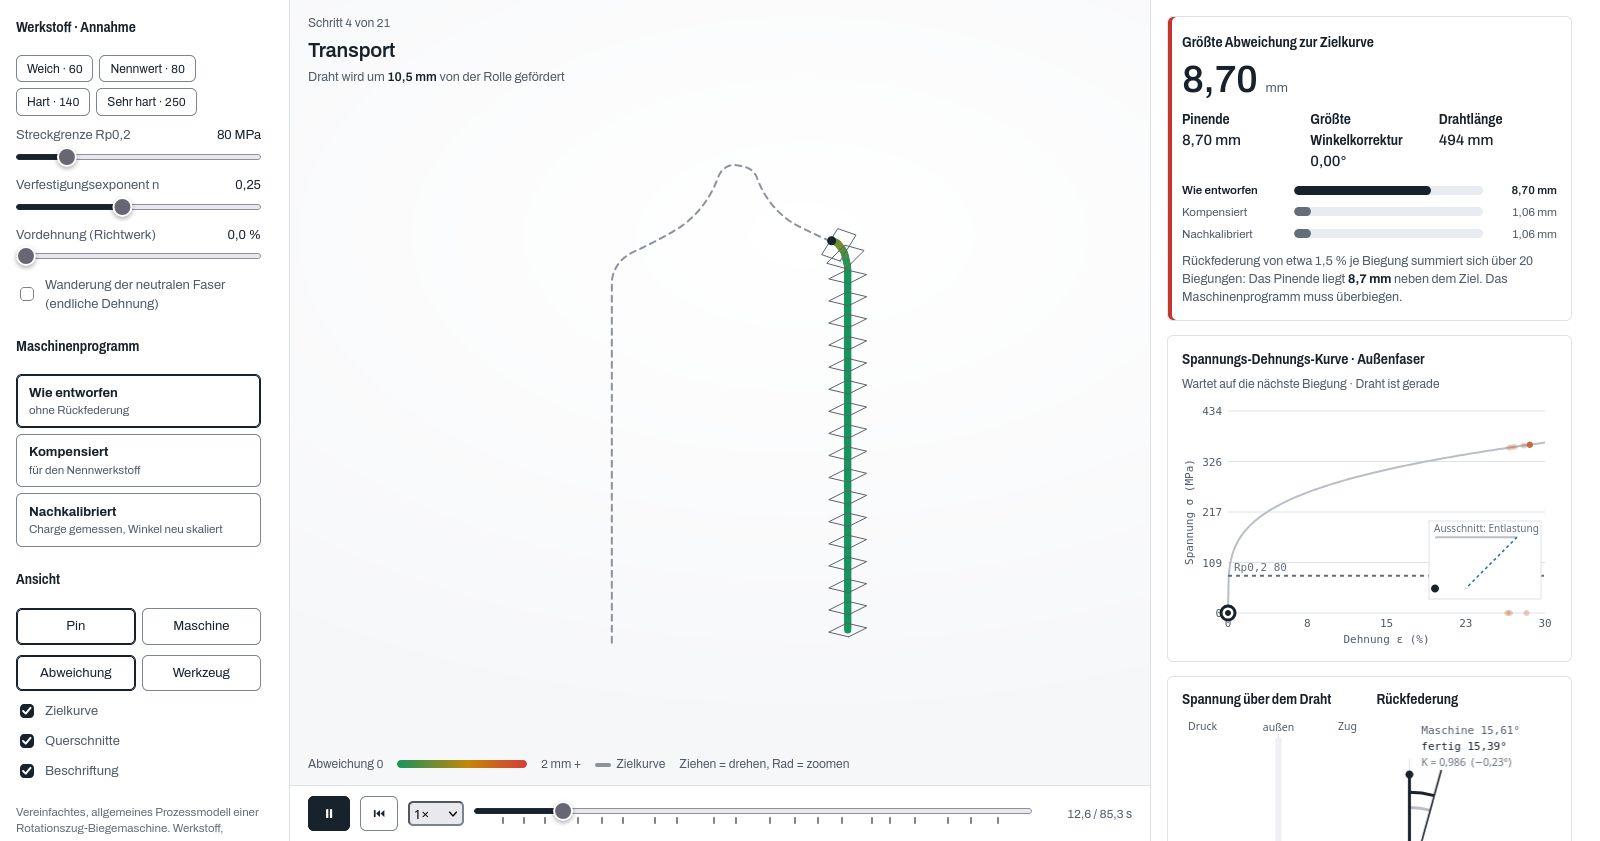 Werkstoff · Annahme
Weich · 60
Nennwert · 80
Hart · 140
Sehr hart · 250
Streckgrenze Rp0,2 80 MPa
Verfestigungsexponent n 0,25
Vordehnung (Richtwerk) 0,0 %
Wanderung der neutralen Faser
(endliche Dehnung)
Maschinenprogramm
Wie entworfen
ohne Rückfederung
Kompensiert
für den Nennwerkstoff
Nachkalibriert
Charge gemessen, Winkel neu skaliert
Ansicht
Pin
Maschine
Abweichung
Werkzeug
Zielkurve
Querschnitte
Beschriftung
Vereinfachtes, allgemeines Prozessmodell einer
Rotationszug-Biegemaschine. Werkstoff,
Schritt 4 von 21
Transport
Draht wird um 10,5 mm von der Rolle gefördert
Abweichung 0
2 mm +
Zielkurve
Ziehen = drehen, Rad = zoomen
1×
12,6 / 85,3 s
Größte Abweichung zur Zielkurve
8,70 mm
Pinende
8,70 mm
Größte
Winkelkorrektur
0,00°
Drahtlänge
494 mm
Wie entworfen 8,70 mm
Kompensiert 1,06 mm
Nachkalibriert 1,06 mm
Rückfederung von etwa 1,5 % je Biegung summiert sich über 20
Biegungen: Das Pinende liegt 8,7 mm neben dem Ziel. Das
Maschinenprogramm muss überbiegen.
Spannungs-Dehnungs-Kurve · Außenfaser
Wartet auf die nächste Biegung · Draht ist gerade
434
326
217
109
0
Spannung σ (MPa)
Rp0,2 80
Ausschnitt: Entlastung
0 8 15 23 30
Dehnung ε (%)
Spannung über dem Draht
Druck außen Zug
Rückfederung
Maschine 15,61°
fertig 15,39°
K = 0,986 (−0,23°)